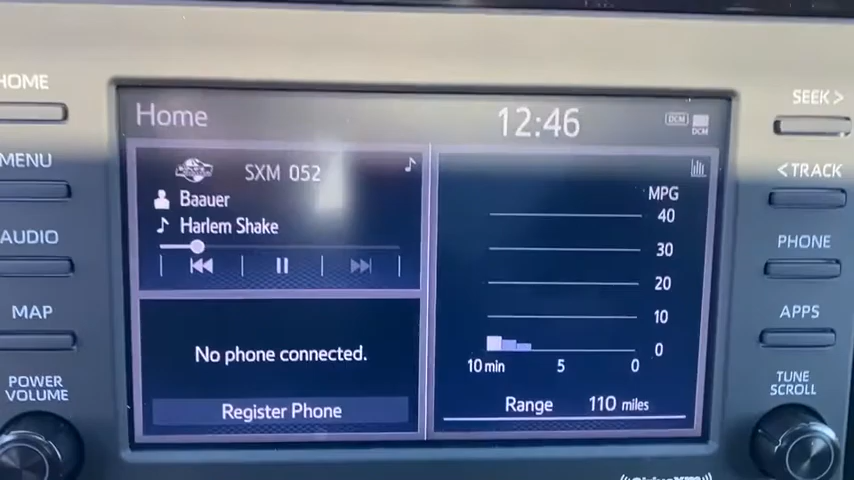 HOME
MENU
AUDIO
MAP
POWER
VOLUME
Home
12:46
DCM
DCM
SXM 052
Baauer
Harlem Shake
No phone connected.
Register Phone
MPG
40
30
20
10
0
10 min
5
0
Range 110 miles
SEEK >
< TRACK
PHONE
APPS
TUNE
SCROLL